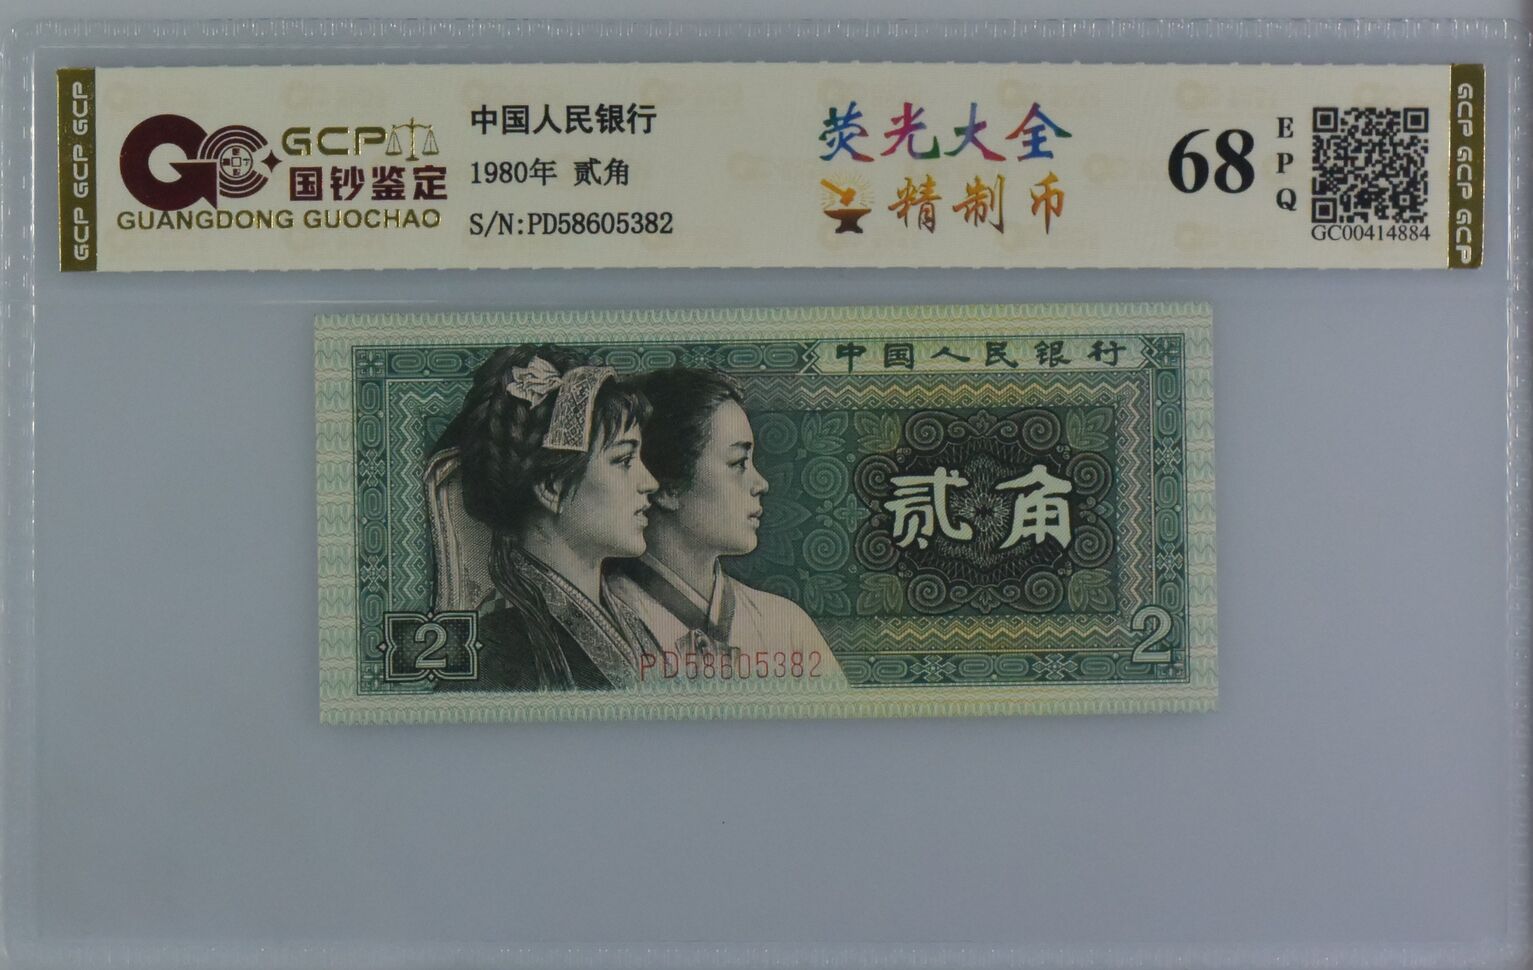 GCP GCP GCP
GCP
国钞鉴定
GUANGDONG GUOCHAO
中国人民银行
1980年 贰角
S/N:PD58605382
荧光大全
精制币
68
EPQ
GC00414884
GCP GCP GCP
中国人民银行
贰角
2
2
PD58605382